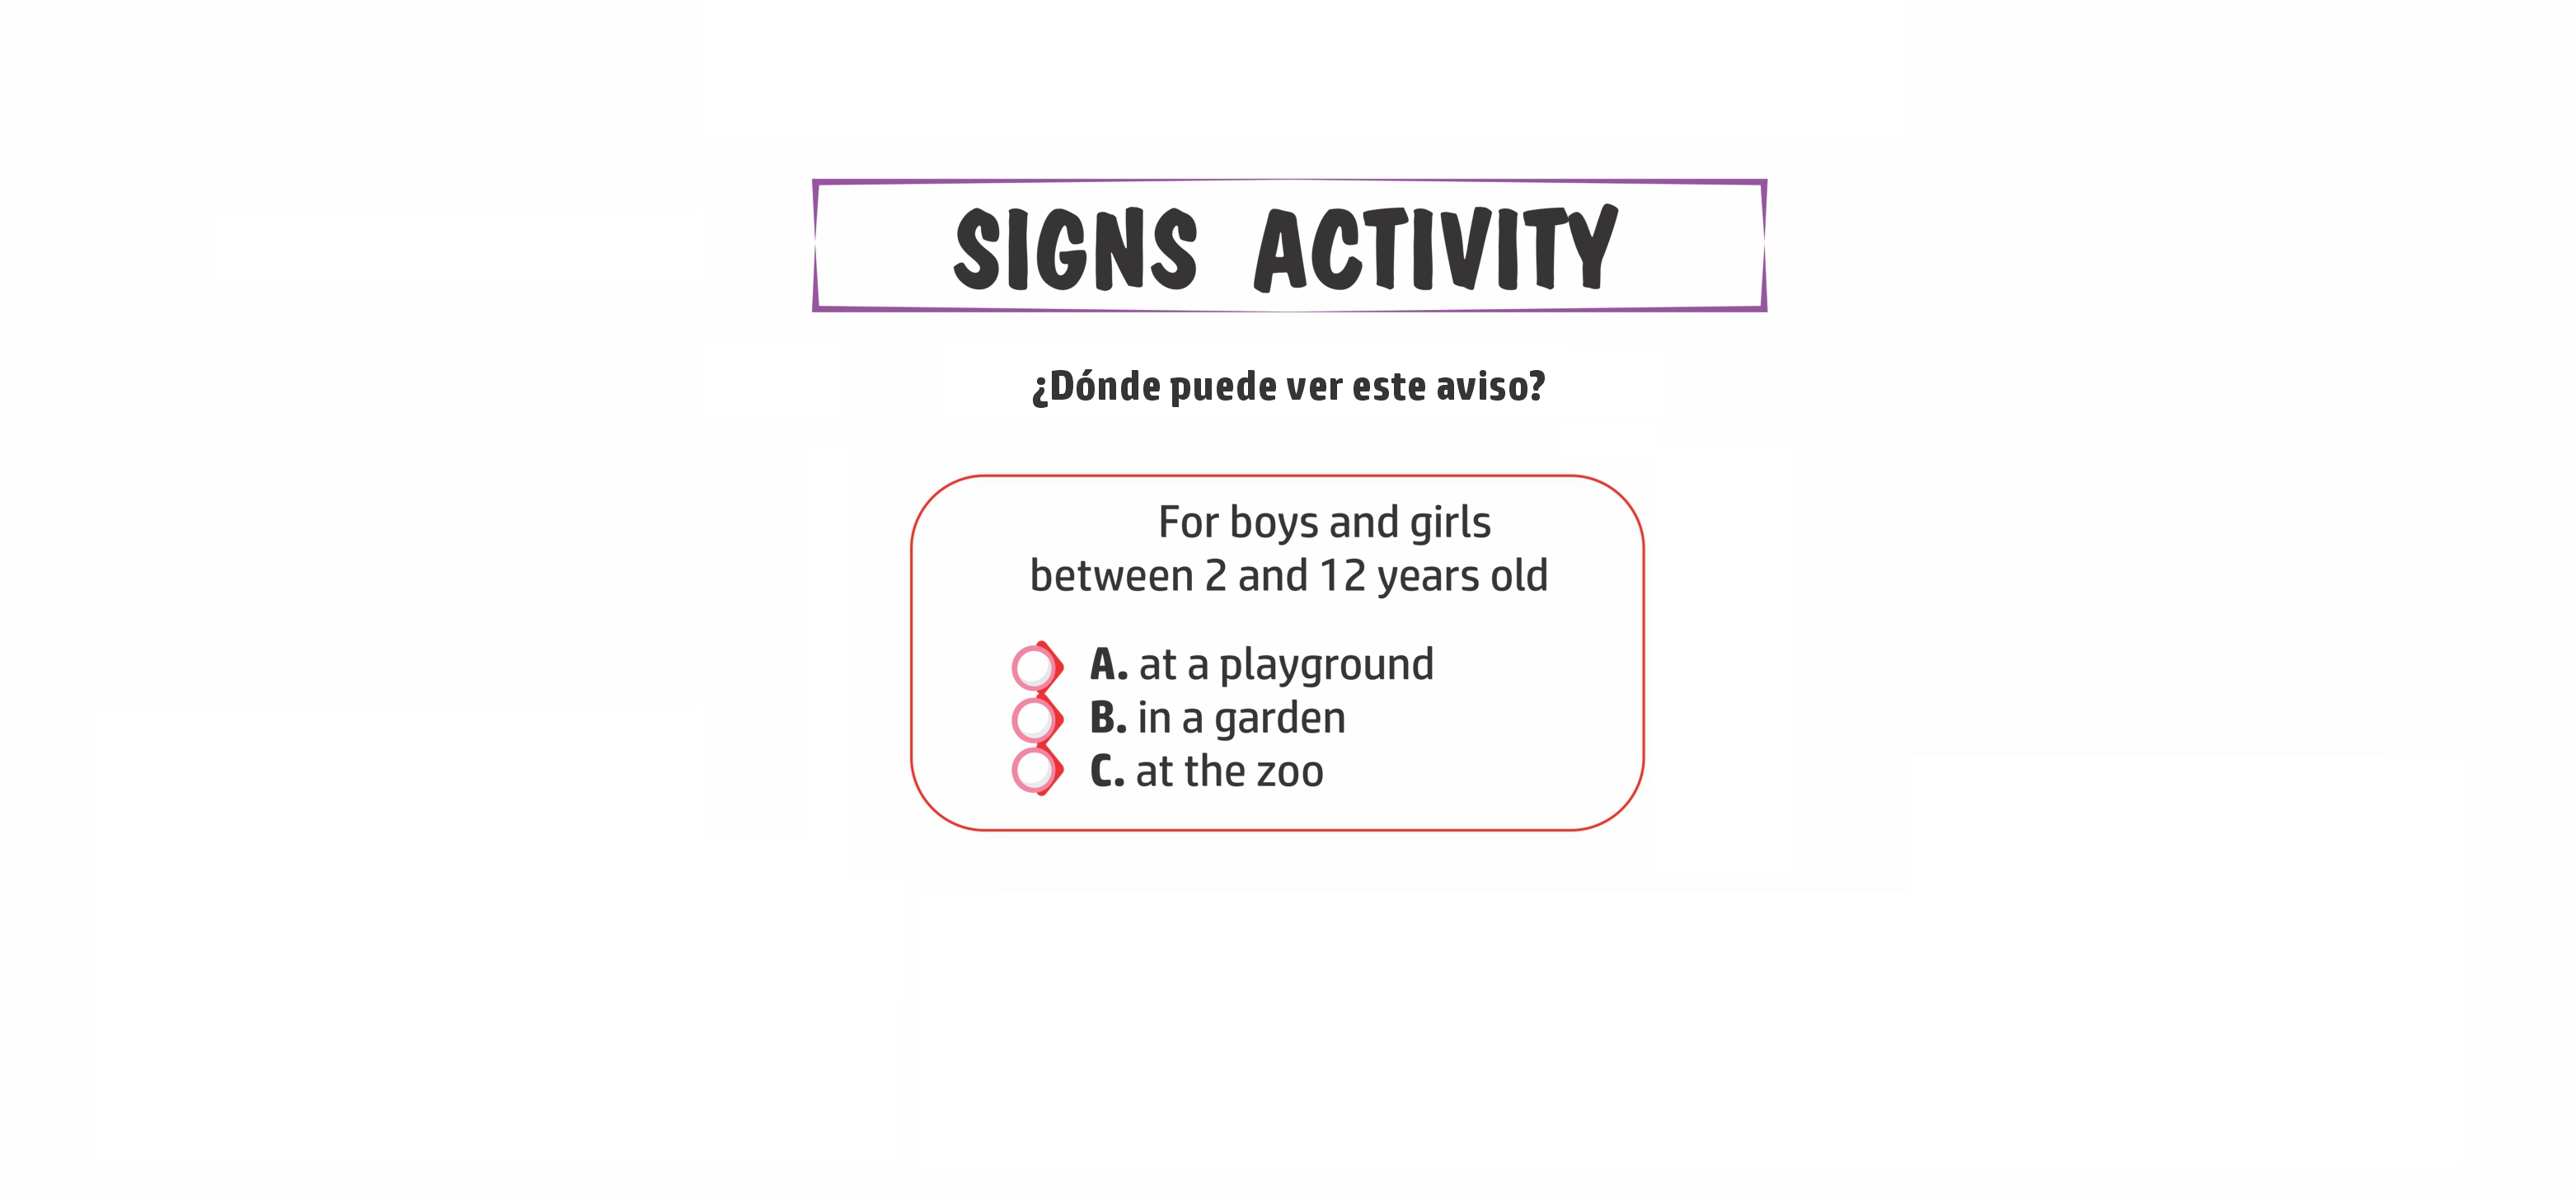 SIGNS ACTIVITY
¿Dónde puede ver este aviso?
For boys and girls
between 2 and 12 years old
A. at a playground
B. in a garden
C. at the zoo